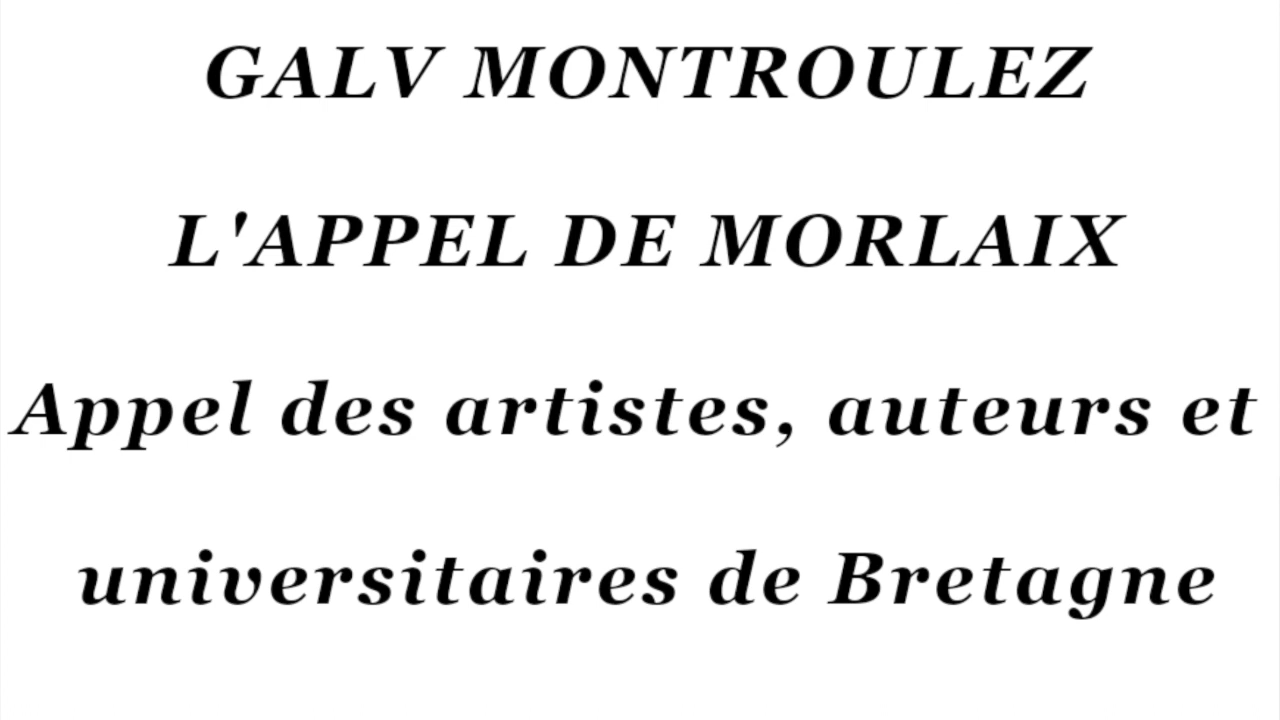 GALV MONTROULEZ
L'APPEL DE MORLAIX
Appel des artistes, auteurs et
universitaires de Bretagne